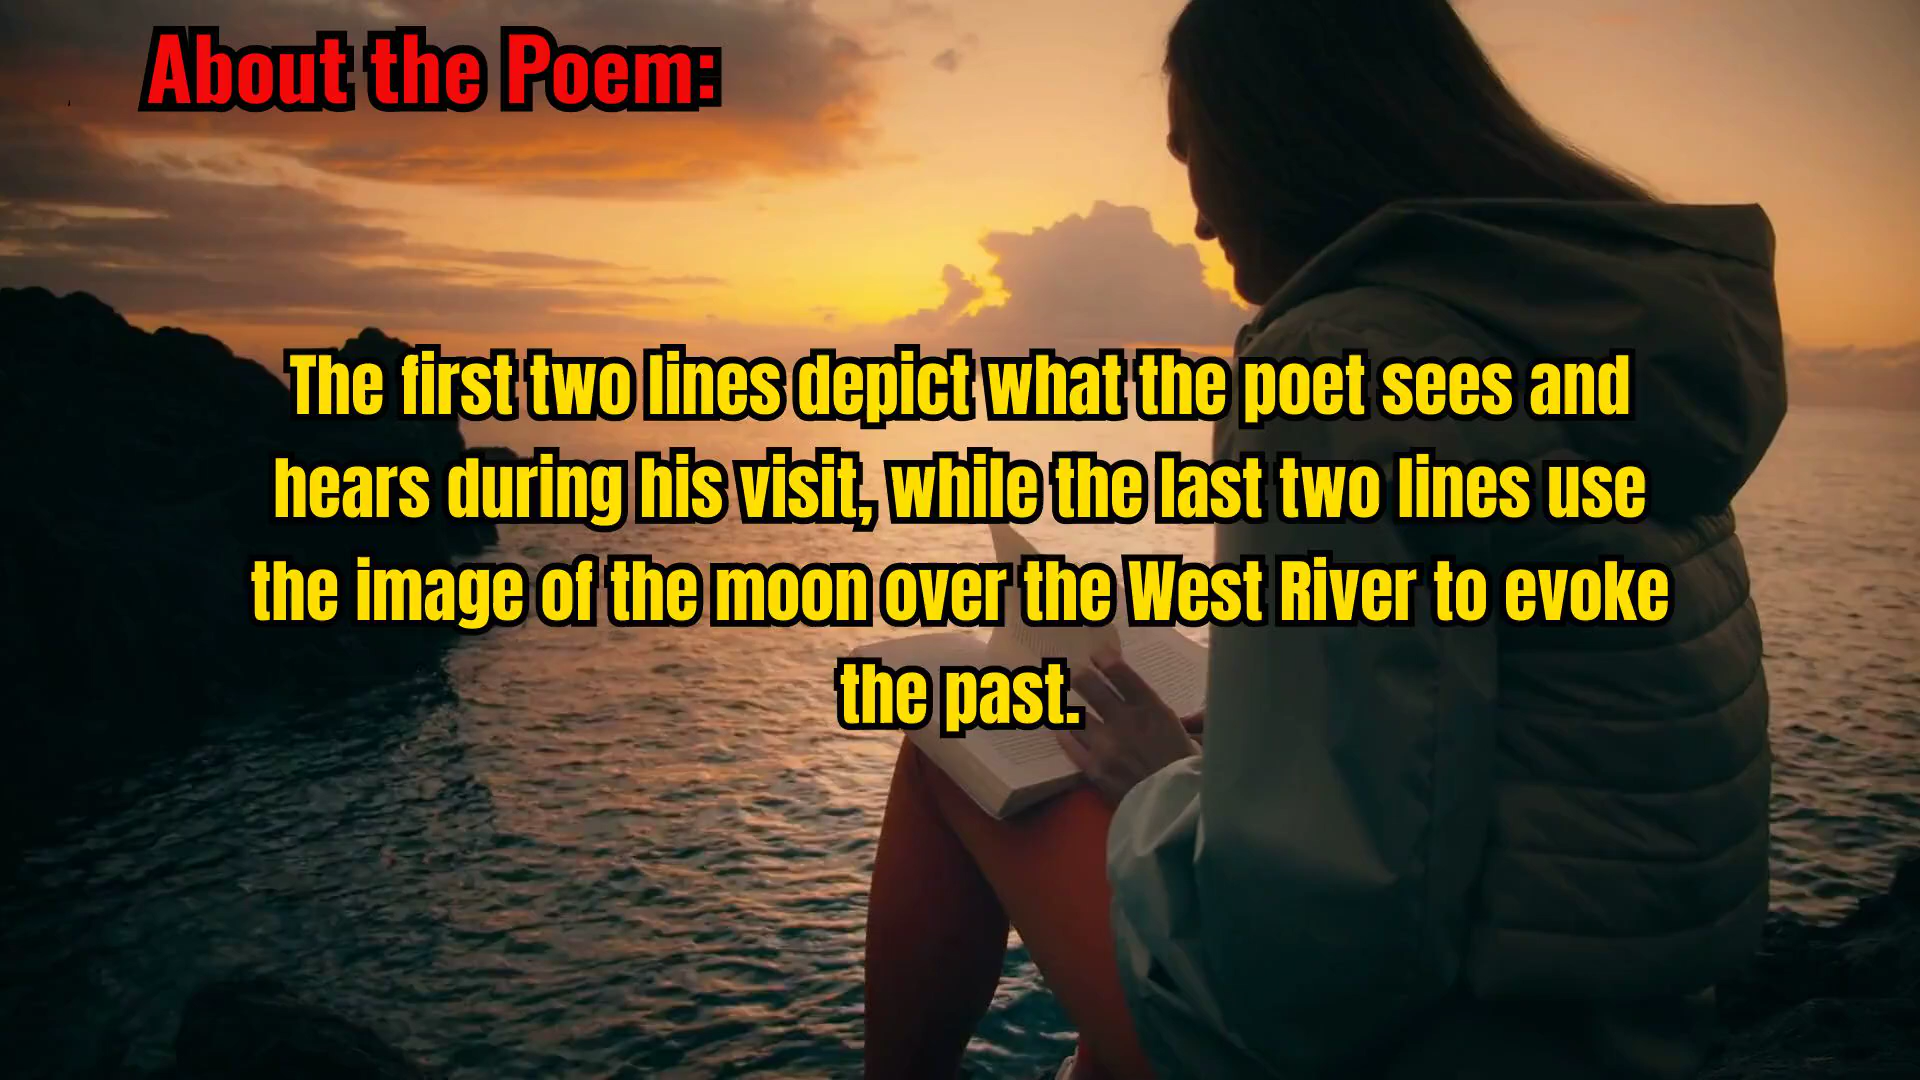 About the Poem:
The first two lines depict what the poet sees and
hears during his visit, while the last two lines use
the image of the moon over the West River to evoke
the past.